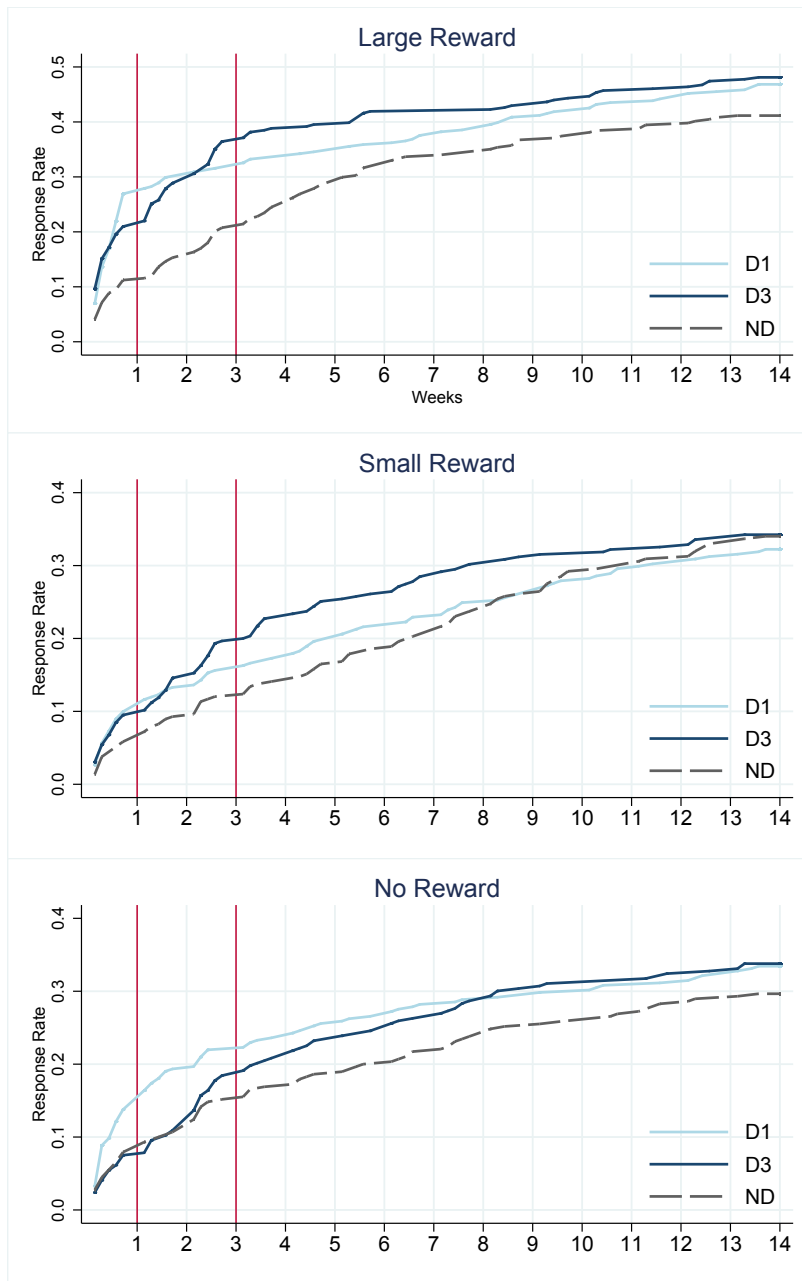 Large Reward
Response Rate
0.5
0.4
0.3
0.2
0.1
0.0
D1
D3
ND
1 2 3 4 5 6 7 8 9 10 11 12 13 14
Weeks
Small Reward
Response Rate
0.4
0.3
0.2
0.1
0.0
D1
D3
ND
1 2 3 4 5 6 7 8 9 10 11 12 13 14
No Reward
Response Rate
0.4
0.3
0.2
0.1
0.0
D1
D3
ND
1 2 3 4 5 6 7 8 9 10 11 12 13 14